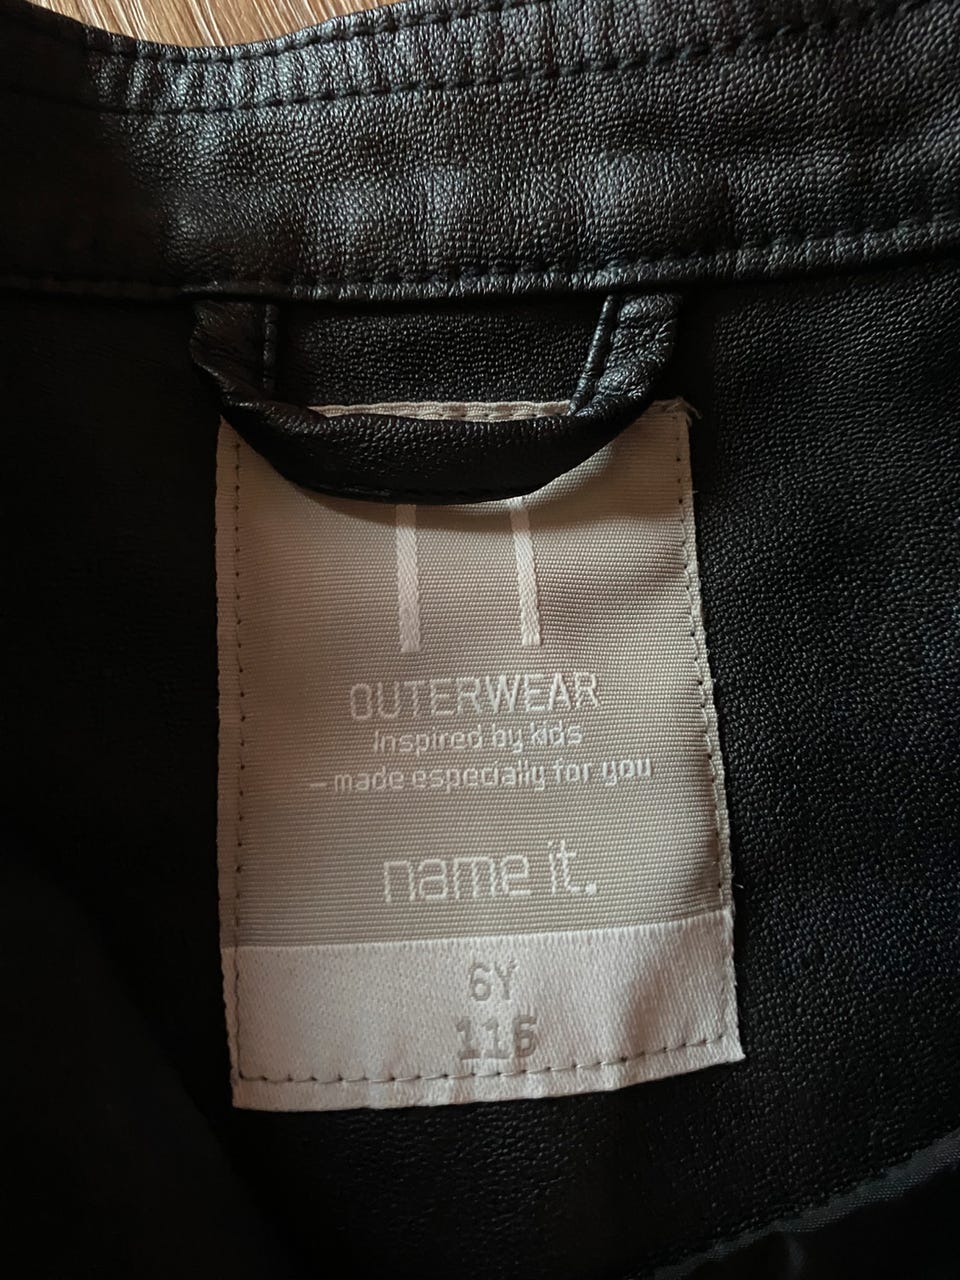 OUTERWEAR
Inspired by kids
– made especially for you
name it.
6Y
116